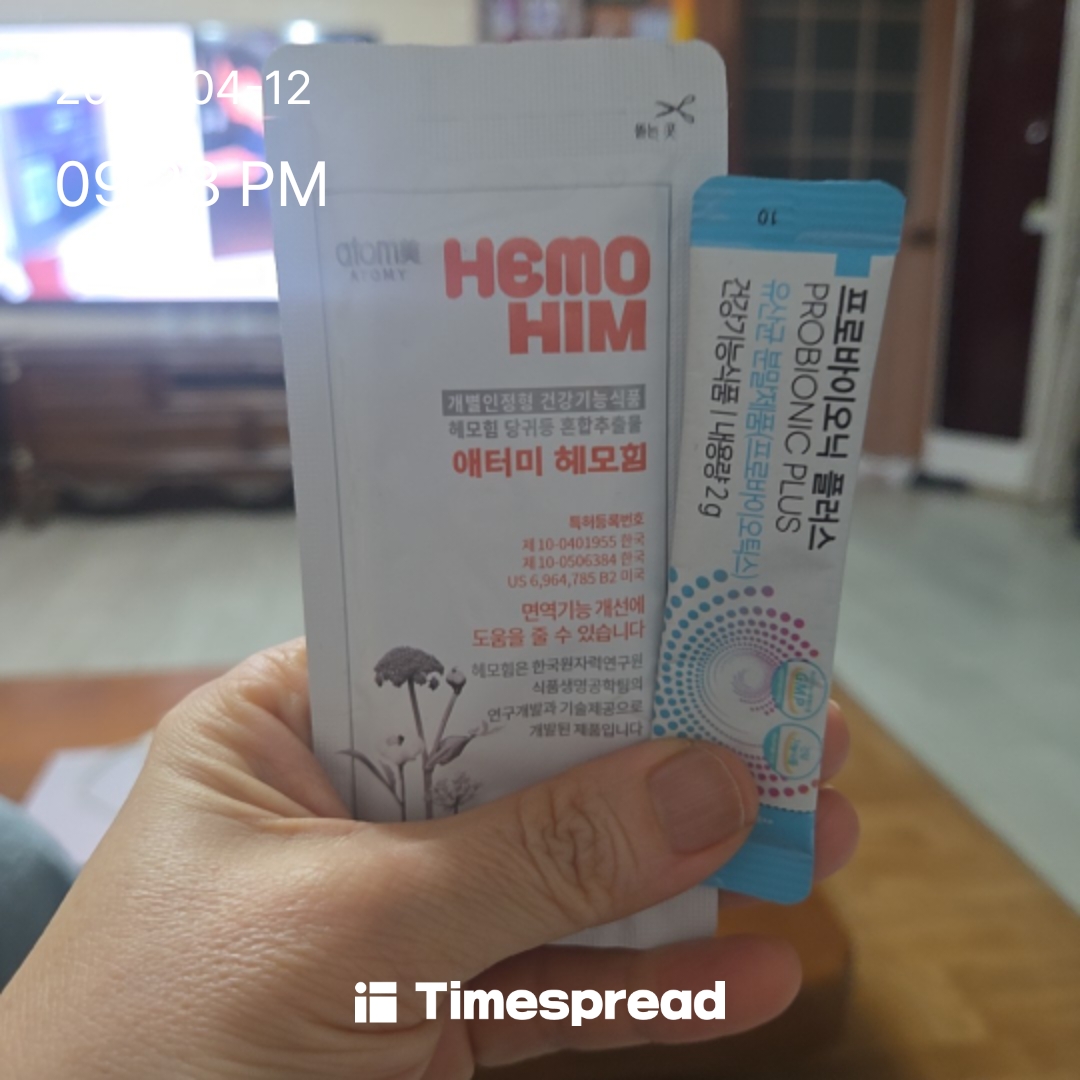 04-12
PM
뜯는 곳
atom美
ATOMY
HEMO
HIM
개별인정형 건강기능식품
헤모힘 당귀등 혼합추출물
애터미 헤모힘
특허등록번호
제 10-0401955 한국
제 10-0506384 한국
US 6,964,785 B2 미국
면역기능 개선에
도움을 줄 수 있습니다
헤모힘은 한국원자력연구원
식품생명공학팀의
연구개발과 기술제공으로
개발된 제품입니다
10
프로바이오닉 플러스
PROBIONIC PLUS
유산균 분말제품(프로바이오틱스)
건강기능식품 | 내용량 2 g
GMP
Timespread